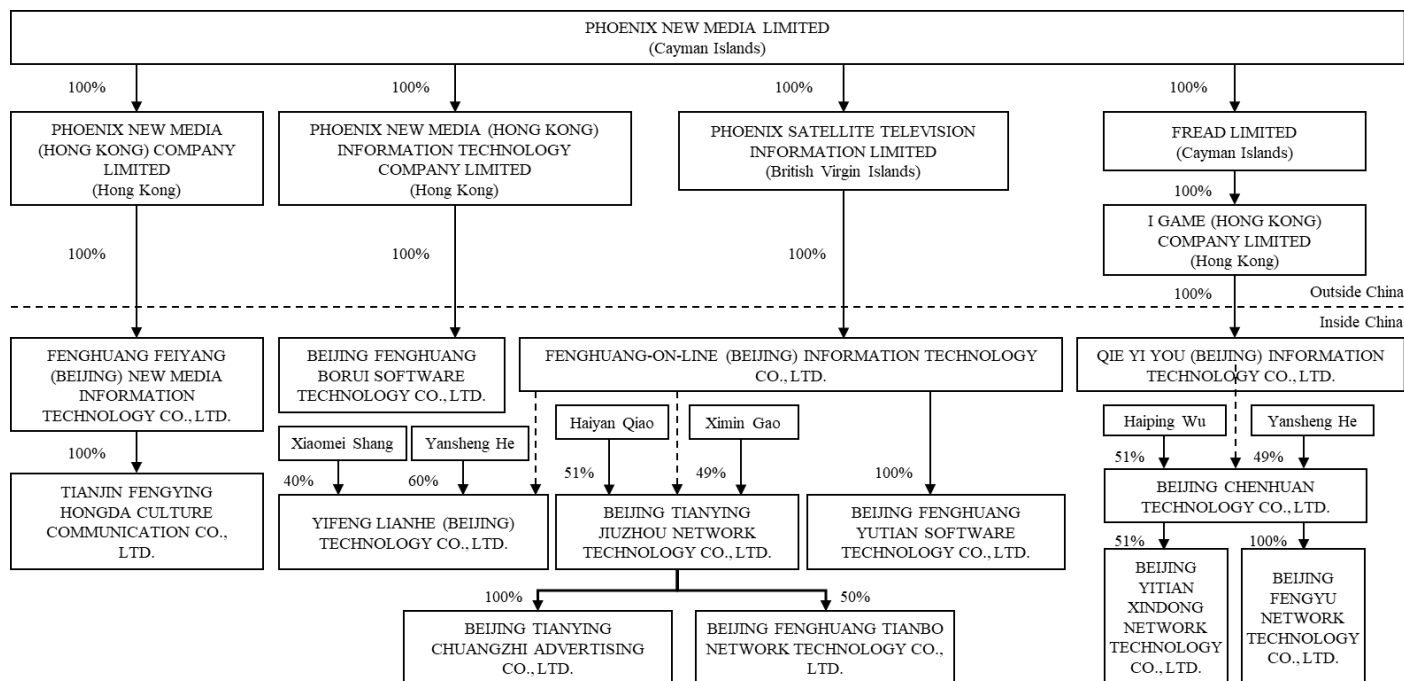 PHOENIX NEW MEDIA LIMITED
(Cayman Islands)
100%
100%
100%
100%
PHOENIX NEW MEDIA
(HONG KONG) COMPANY
LIMITED
(Hong Kong)
PHOENIX NEW MEDIA (HONG KONG)
INFORMATION TECHNOLOGY
COMPANY LIMITED
(Hong Kong)
PHOENIX SATELLITE TELEVISION
INFORMATION LIMITED
(British Virgin Islands)
FREAD LIMITED
(Cayman Islands)
100%
I GAME (HONG KONG)
COMPANY LIMITED
(Hong Kong)
100%
100%
100%
100%
Outside China
Inside China
FENGHUANG FEIYANG
(BEIJING) NEW MEDIA
INFORMATION
TECHNOLOGY CO., LTD.
BEIJING FENGHUANG
BORUI SOFTWARE
TECHNOLOGY CO., LTD.
FENGHUANG-ON-LINE (BEIJING) INFORMATION TECHNOLOGY
CO., LTD.
QIE YI YOU (BEIJING) INFORMATION
TECHNOLOGY CO., LTD.
Xiaomei Shang
Yansheng He
Haiyan Qiao
Ximin Gao
Haiping Wu
Yansheng He
100%
40%
60%
51%
49%
100%
51%
49%
TIANJIN FENGYING
HONGDA CULTURE
COMMUNICATION CO.,
LTD.
YIFENG LIANHE (BEIJING)
TECHNOLOGY CO., LTD.
BEIJING TIANYING
JIUZHOU NETWORK
TECHNOLOGY CO., LTD.
BEIJING FENGHUANG
YUTIAN SOFTWARE
TECHNOLOGY CO., LTD.
BEIJING CHENHUAN
TECHNOLOGY CO., LTD.
51%
100%
100%
50%
BEIJING TIANYING
CHUANGZHI ADVERTISING
CO., LTD.
BEIJING FENGHUANG TIANBO
NETWORK TECHNOLOGY CO.,
LTD.
BEIJING
YITIAN
XINDONG
NETWORK
TECHNOLOGY
CO., LTD.
BEIJING
FENGYU
NETWORK
TECHNOLOGY
CO., LTD.